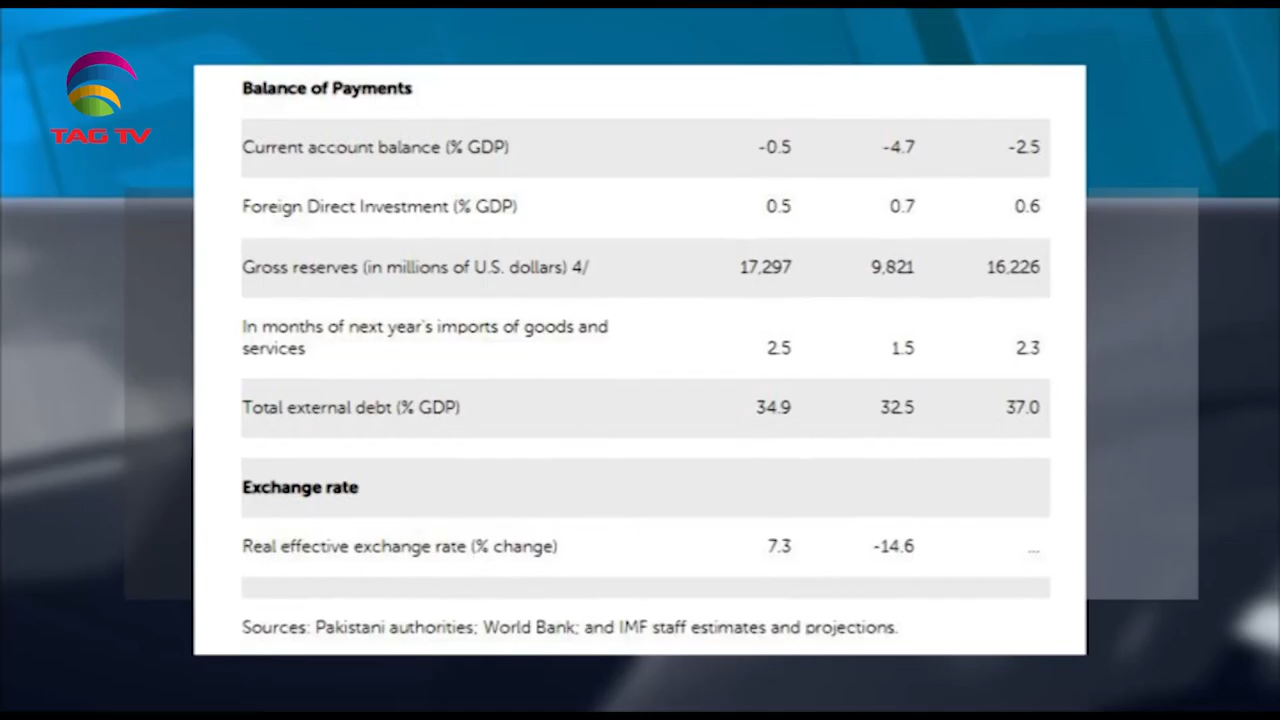 TAG TV
Balance of Payments
Current account balance (% GDP) -0.5 -4.7 -2.5
Foreign Direct Investment (% GDP) 0.5 0.7 0.6
Gross reserves (in millions of U.S. dollars) 4/ 17,297 9,821 16,226
In months of next year's imports of goods and
services 2.5 1.5 2.3
Total external debt (% GDP) 34.9 32.5 37.0
Exchange rate
Real effective exchange rate (% change) 7.3 -14.6 ...
Sources: Pakistani authorities; World Bank; and IMF staff estimates and projections.